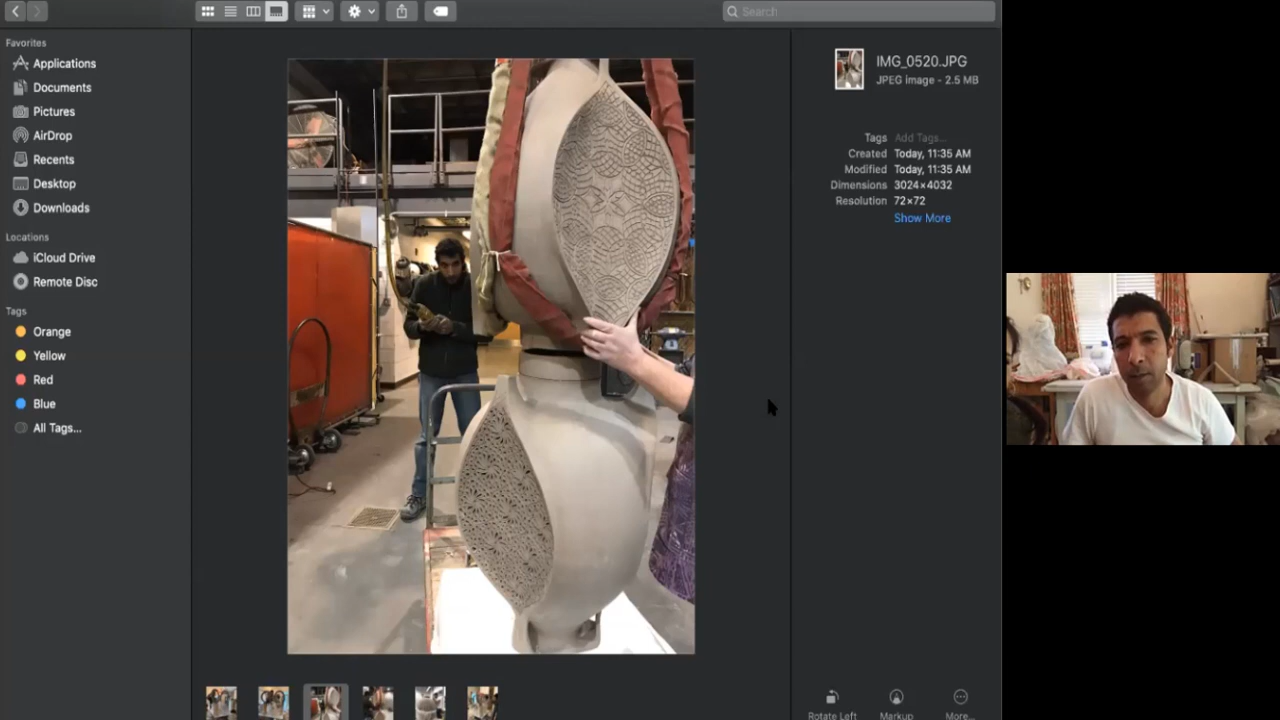 Search
Favorites
Applications
Documents
Pictures
AirDrop
Recents
Desktop
Downloads
Locations
iCloud Drive
Remote Disc
Tags
Orange
Yellow
Red
Blue
All Tags...
IMG_0520.JPG
JPEG image - 2.5 MB
Tags Add Tags...
Created Today, 11:35 AM
Modified Today, 11:35 AM
Dimensions 3024×4032
Resolution 72×72
Show More
Rotate Left
Markup
More...